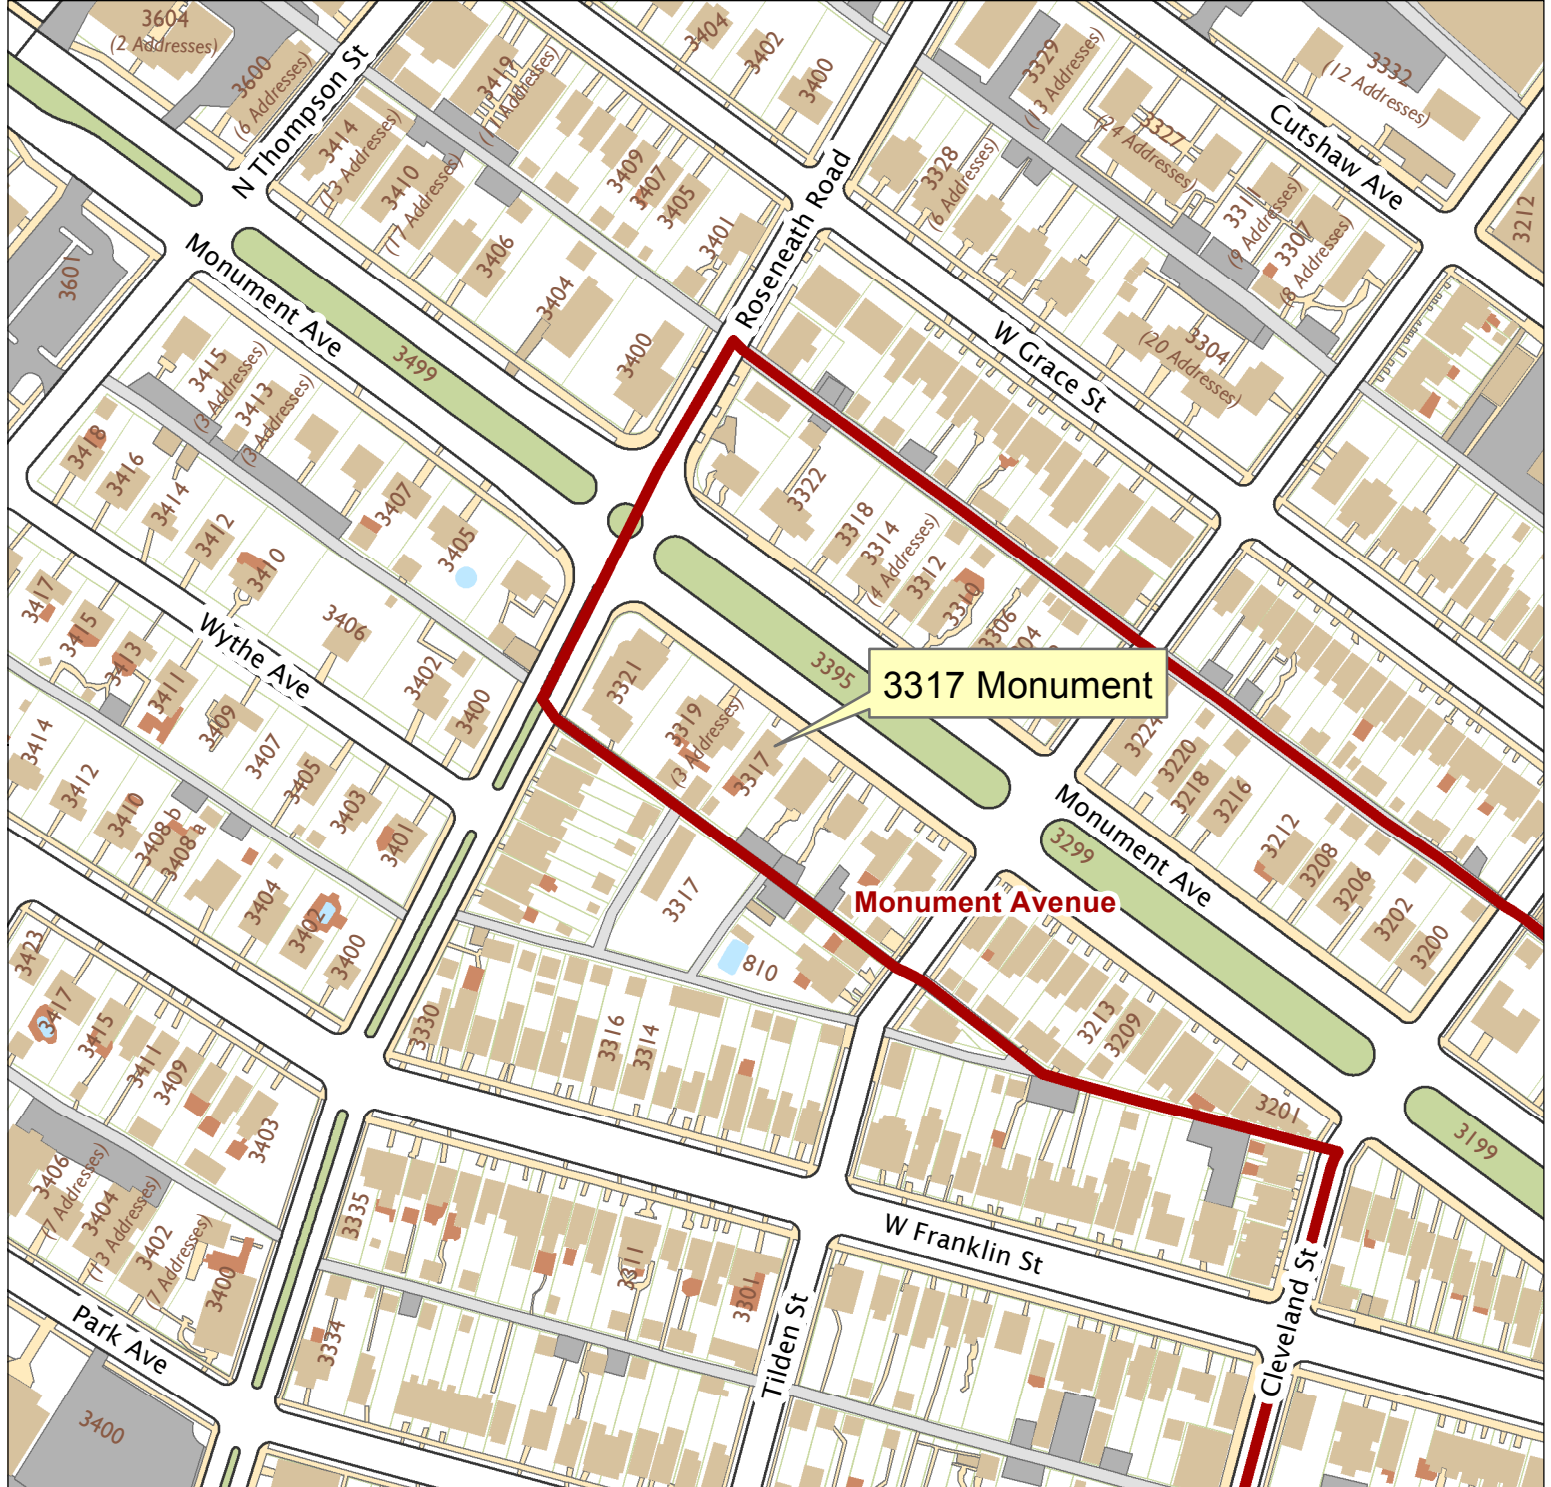 3604
(2 Addresses)
3600
(6 Addresses)
N Thompson St
3419
3404
3402
3400
3329
(13 Addresses)
3332
(12 Addresses)
Cutshaw Ave
3414
(13 Addresses)
3410
(17 Addresses)
3406
3404
3400
3409
3407
3405
3401
Roseneath Road
3328
(6 Addresses)
3327
(24 Addresses)
3311
(9 Addresses)
3307
(8 Addresses)
3212
3304
(20 Addresses)
W Grace St
3601
Monument Ave
3499
3415
(3 Addresses)
3413
(3 Addresses)
3418
3416
3414
3412
3410
3407
3405
3406
3402
3400
Wythe Ave
3322
3318
3314
(4 Addresses)
3312
3310
3306
3395
3317 Monument
3321
3319
(3 Addresses)
3317
3417
3415
3413
3411
3409
3407
3405
3403
3401
3414
3412
3410
3408 b
3408 a
3404
3402
3400
3224
3220
3218
3216
3212
3208
3206
3202
3200
Monument Ave
3299
Monument Avenue
3317
810
3213
3209
3201
3199
3423
3417
3415
3411
3409
3403
3330
3316
3314
3406
(7 Addresses)
3404
(13 Addresses)
3402
(7 Addresses)
3400
3335
3311
3301
3334
W Franklin St
Tilden St
Cleveland St
Park Ave
3400